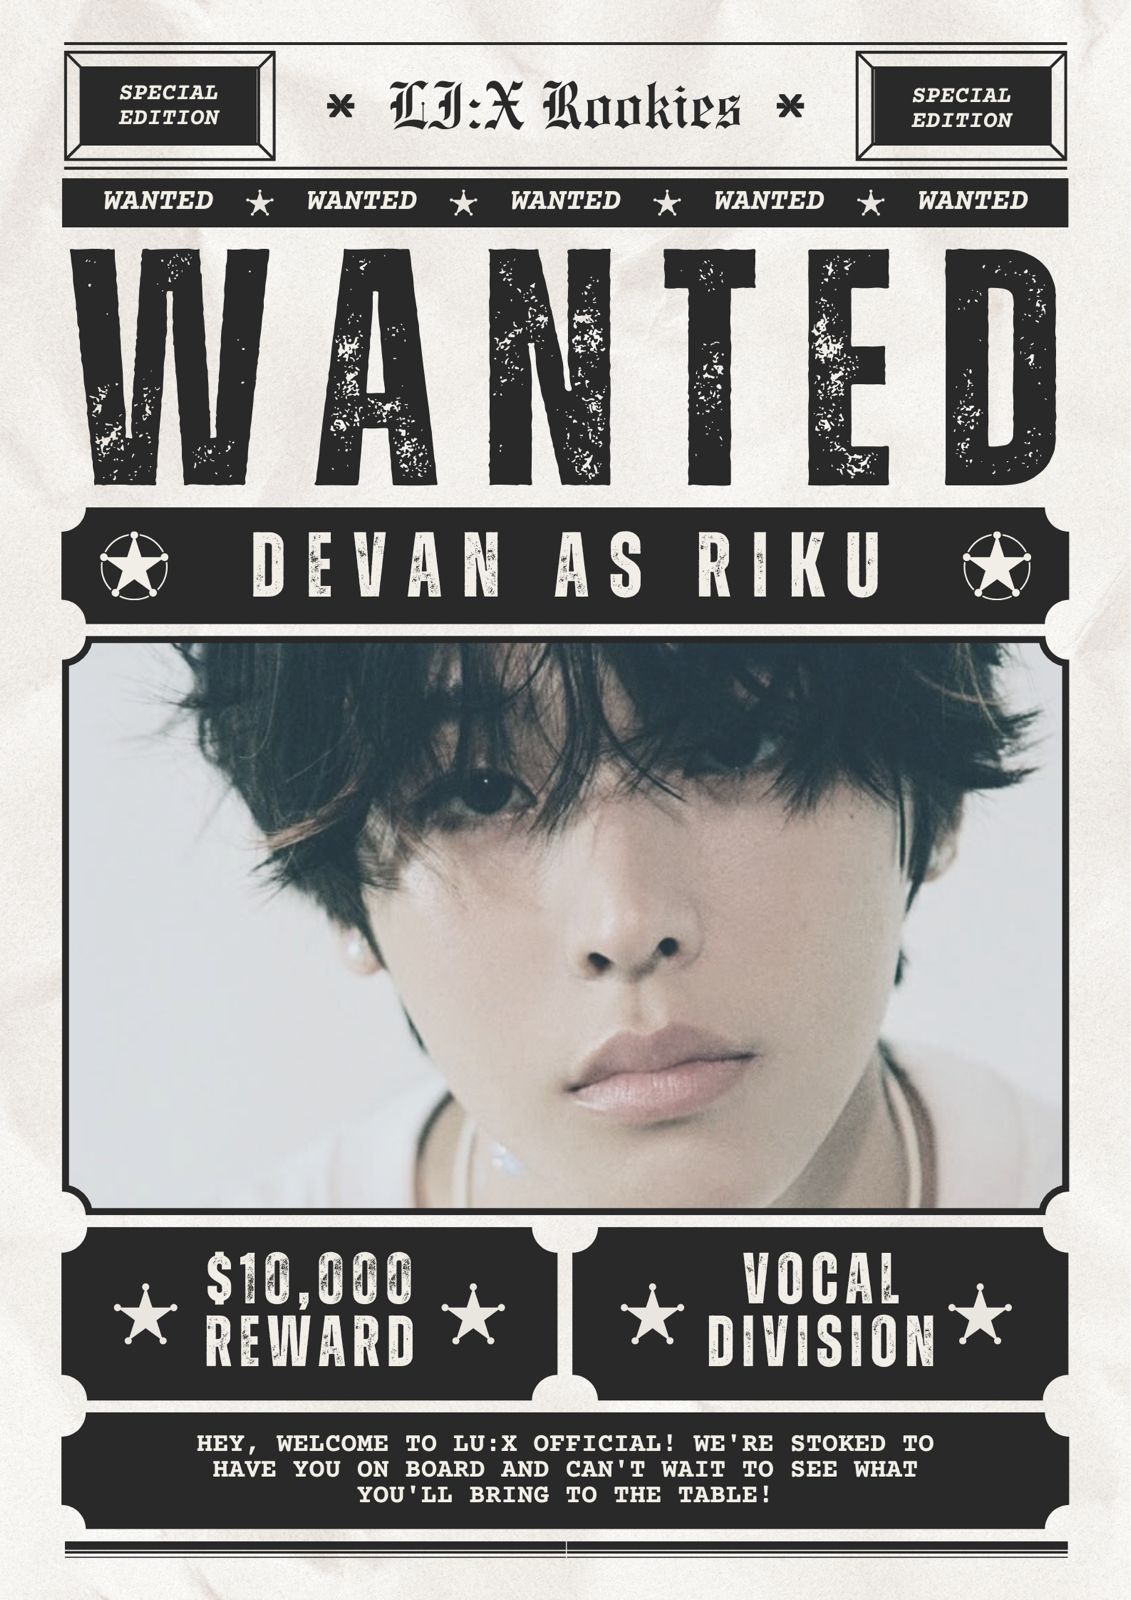 SPECIAL
EDITION
LI:X Rookies
SPECIAL
EDITION
WANTED WANTED WANTED WANTED WANTED
WANTED
DEVAN AS RIKU
$10,000
REWARD
VOCAL
DIVISION
HEY, WELCOME TO LU:X OFFICIAL! WE'RE STOKED TO
HAVE YOU ON BOARD AND CAN'T WAIT TO SEE WHAT
YOU'LL BRING TO THE TABLE!